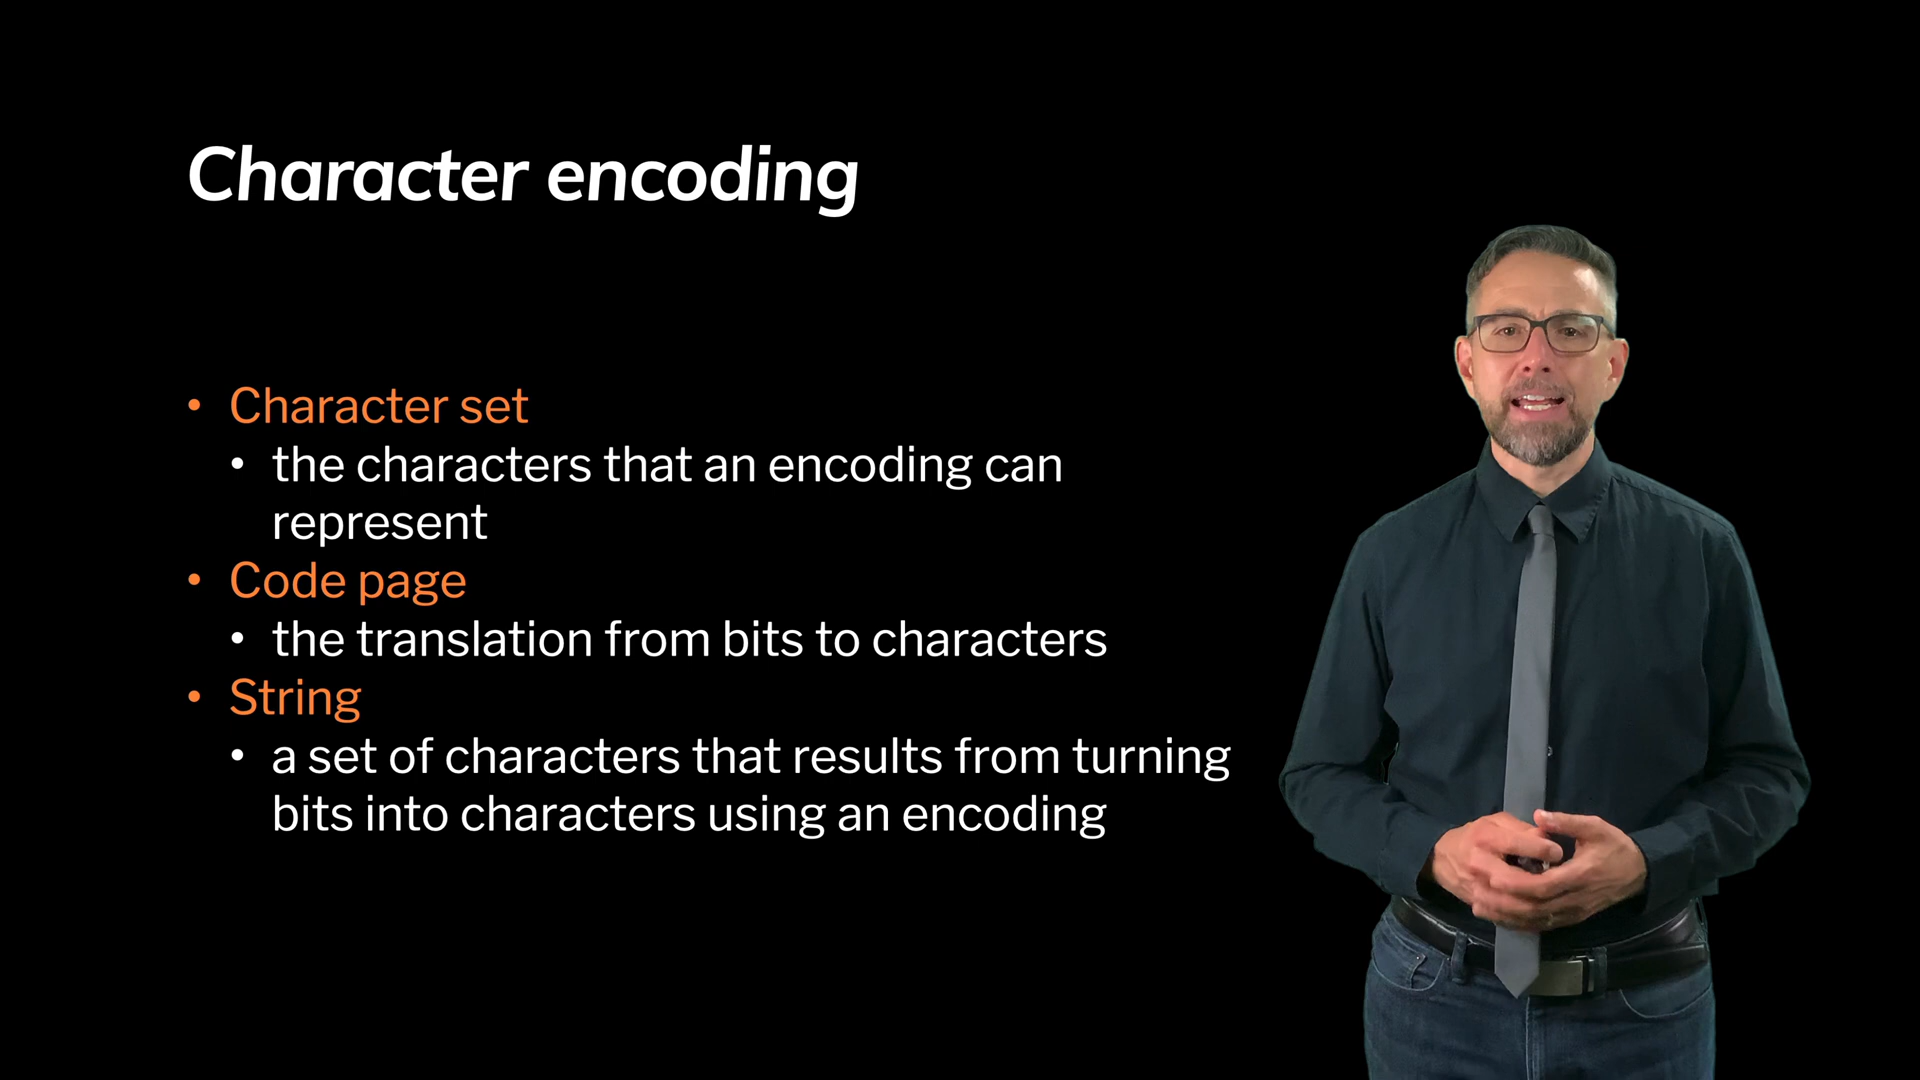 Character encoding
• Character set
• the characters that an encoding can
represent
• Code page
• the translation from bits to characters
• String
• a set of characters that results from turning
bits into characters using an encoding